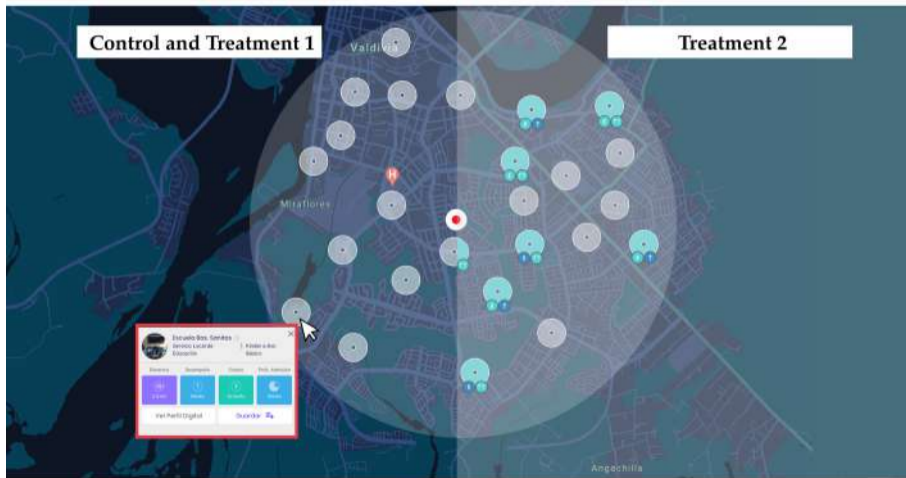 Control and Treatment 1
Treatment 2
Valdivia
Miraflores
H
Escuela Bas. Genitos
Servicio Local de
Educación
Kinder a 8vo
Básico
Ver Perfil Digital
Guardar
Angachilla